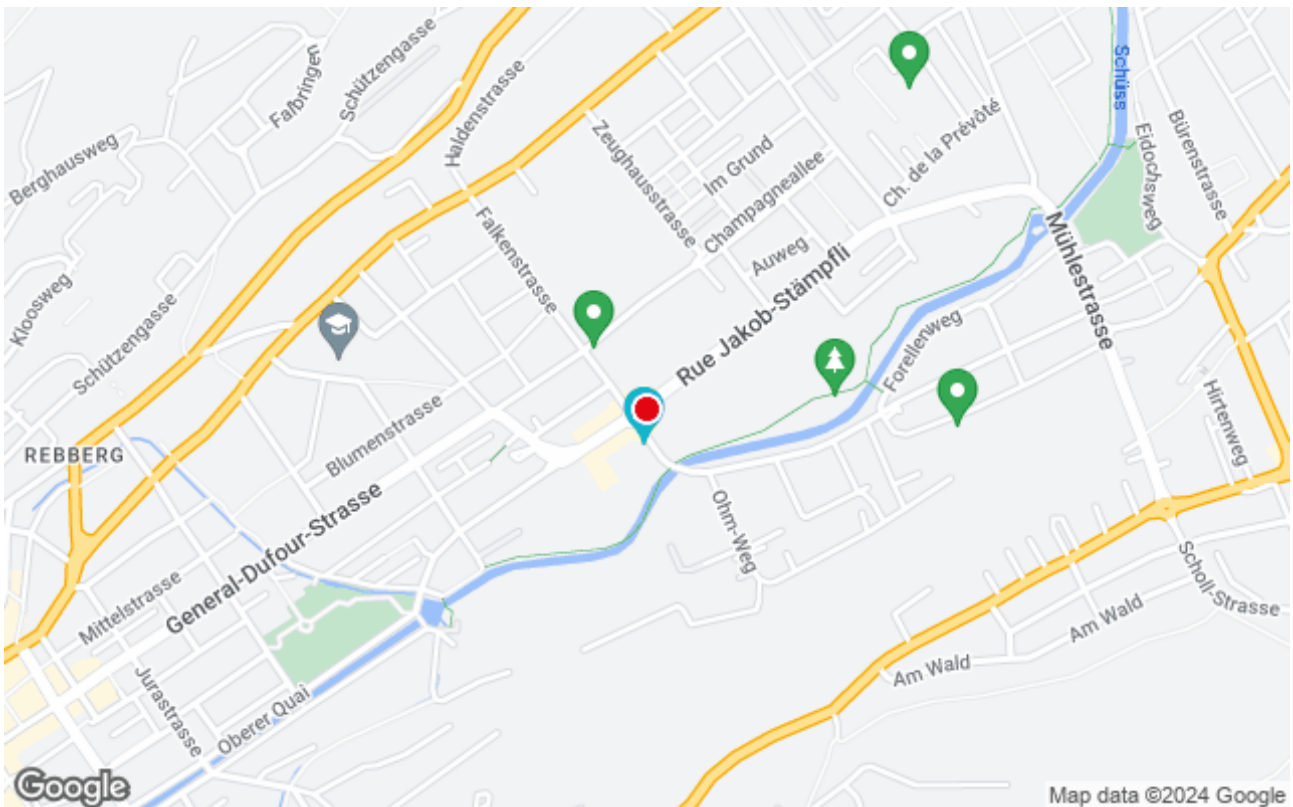 Schützengasse
Falbringen
Schüss
Haldenstrasse
Berghausweg
Zeughausstrasse
Im Grund
Eidochsweg
Bürenstrasse
Ch. de la Prévôté
Champagneallee
Falkenstrasse
Auweg
Mühlestrasse
Kloosweg
Schützengasse
Rue Jakob-Stämpfli
Forellenweg
Hirtenweg
Blumenstrasse
REBBERG
General-Dufour-Strasse
Ohm-Weg
Scholl-Strasse
Mittelstrasse
Am Wald
Am Wald
Jurastrasse
Oberer Quai
Google
Map data ©2024 Google